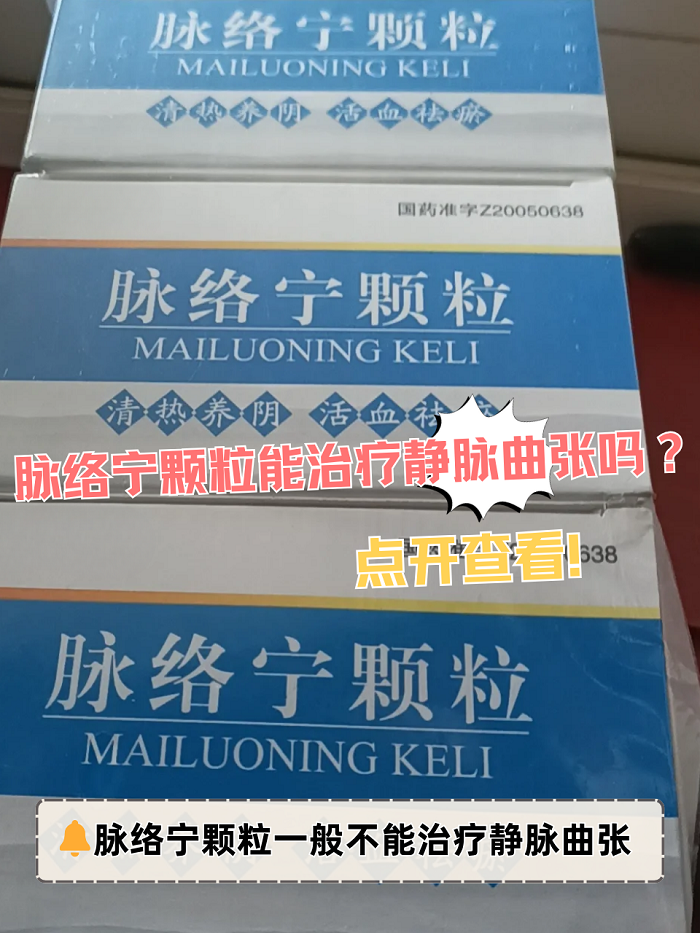 脉络宁颗粒
MAILUONING KELI
清热养阴 活血祛瘀
国药准字Z20050638
脉络宁颗粒
MAILUONING KELI
清热养阴 活血祛
脉络宁颗粒能治疗静脉曲张吗？
点开查看!
638
脉络宁颗粒
MAILUONING KELI
脉络宁颗粒一般不能治疗静脉曲张